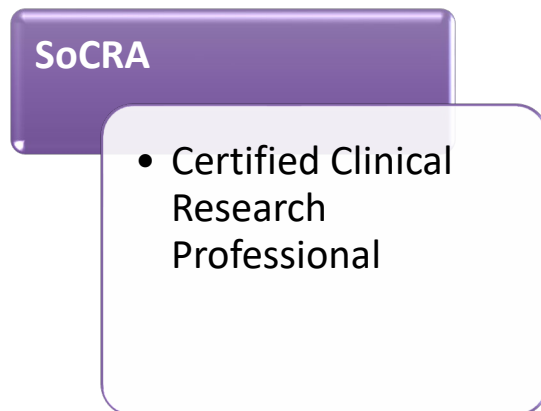 SoCRA
• Certified Clinical
Research
Professional